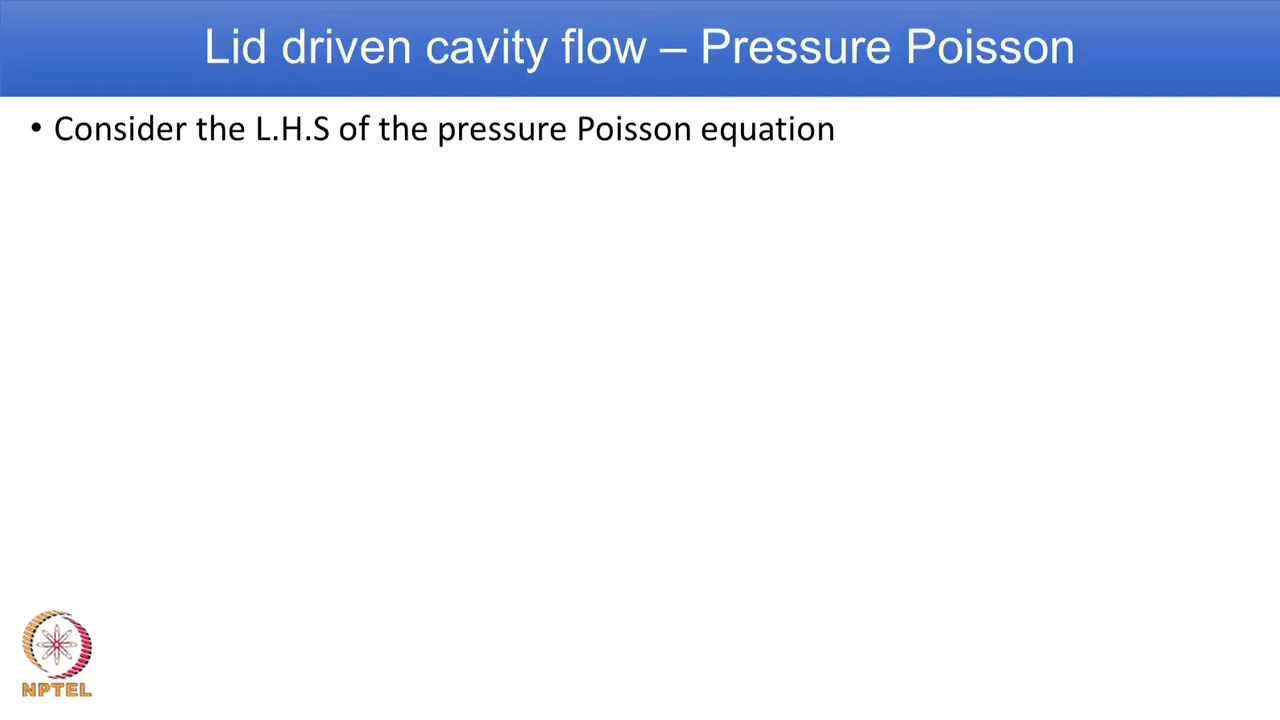 Lid driven cavity flow – Pressure Poisson
• Consider the L.H.S of the pressure Poisson equation
NPTEL